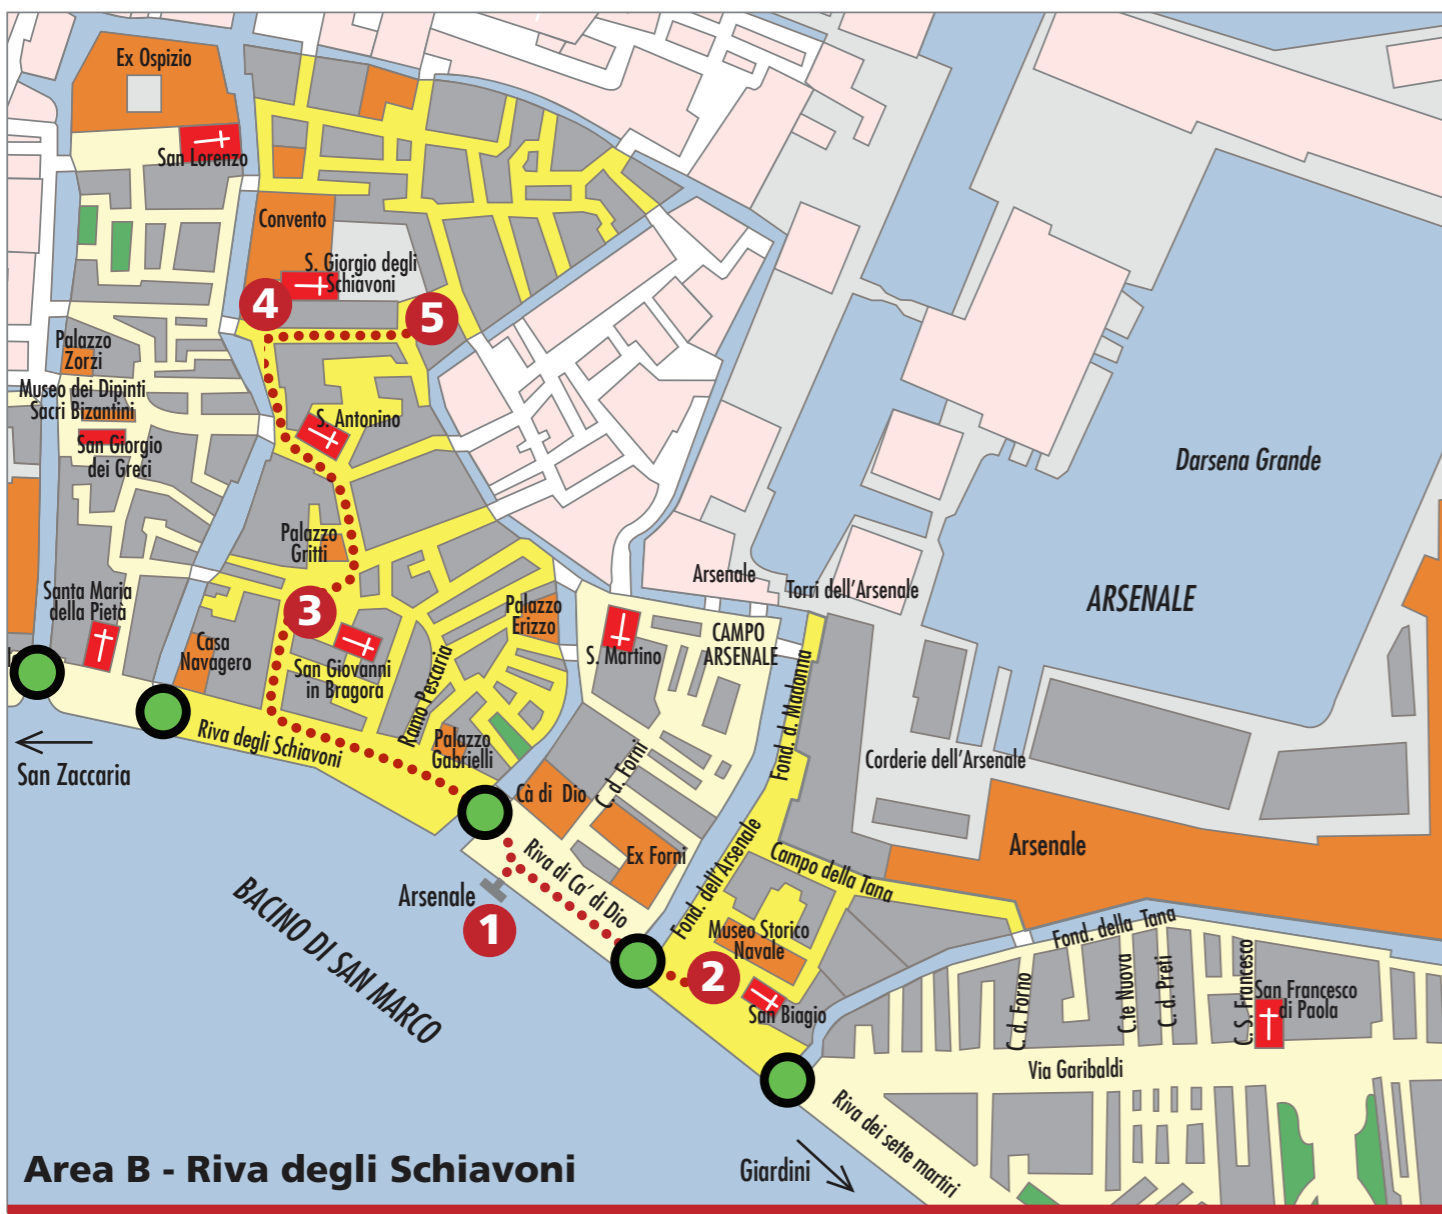 Ex Ospizio
San Lorenzo
Convento
S. Giorgio degli
Schiavoni
4
5
Palazzo
Zorzi
Museo dei Dipinti
Sacri Bizantini
San Giorgio
dei Greci
S. Antonino
Darsena Grande
Palazzo
Gritti
Arsenale
Torri dell'Arsenale
ARSENALE
Santa Maria
della Pietà
3
Palazzo
Erizzo
CAMPO
ARSENALE
S. Martino
Casa
Navagero
San Giovanni
in Bragora
Ramo Pescaria
Fond. d. Madonna
Riva degli Schiavoni
Palazzo
Gabrielli
San Zaccaria
Corderie dell'Arsenale
Cà di Dio
C. d. Forni
Ex Forni
Arsenale
Riva di Ca' di Dio
Fond. dell'Arsenale
Campo della Tana
Arsenale
1
BACINO DI SAN MARCO
Museo Storico
Navale
2
San Biagio
Fond. della Tana
C. d. Forno
C.te Nuova
C. d. Preti
C. S. Francesco
San Francesco
di Paola
Via Garibaldi
Riva dei sette martiri
Giardini
Area B - Riva degli Schiavoni